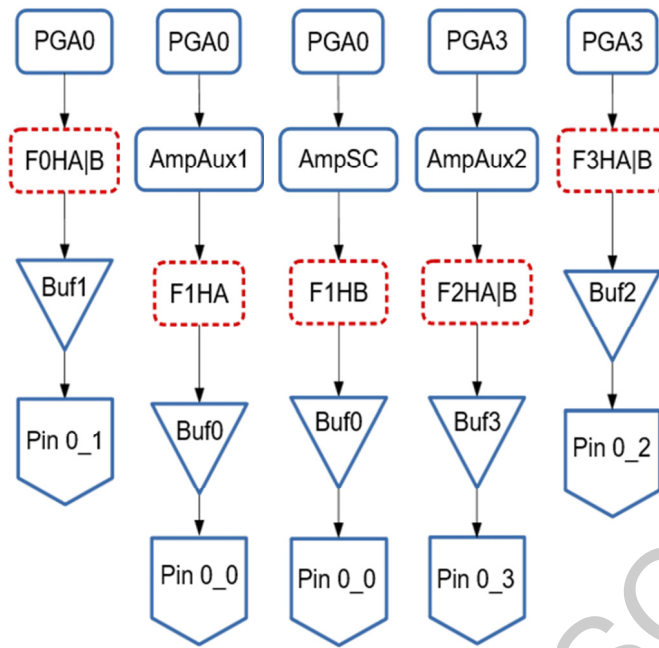 PGA0
PGA0
PGA0
PGA3
PGA3
F0HA|B
AmpAux1
AmpSC
AmpAux2
F3HA|B
Buf1
F1HA
F1HB
F2HA|B
Buf2
Pin 0_1
Buf0
Buf0
Buf3
Pin 0_2
Pin 0_0
Pin 0_0
Pin 0_3